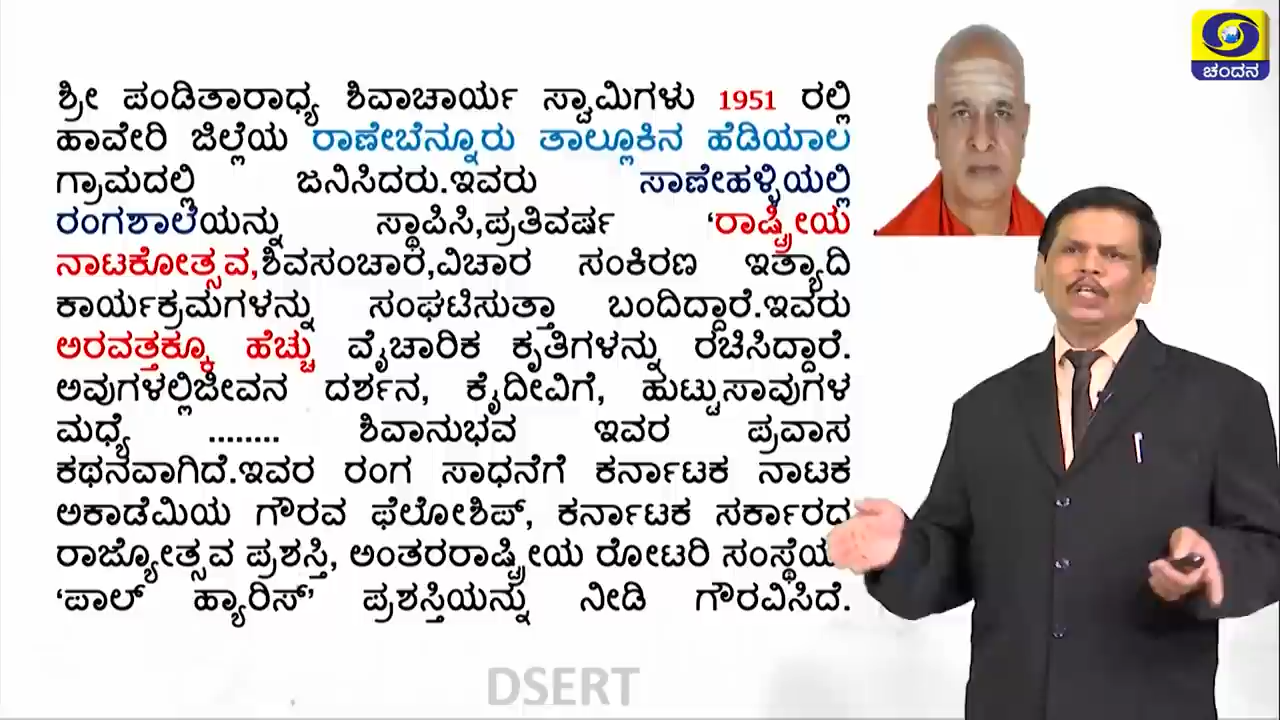 ಚಂದನ
ಶ್ರೀ ಪಂಡಿತಾರಾಧ್ಯ ಶಿವಾಚಾರ್ಯ ಸ್ವಾಮಿಗಳು 1951 ರಲ್ಲಿ
ಹಾವೇರಿ ಜಿಲ್ಲೆಯ ರಾಣೇಬೆನ್ನೂರು ತಾಲ್ಲೂಕಿನ ಹೆಡಿಯಾಲ
ಗ್ರಾಮದಲ್ಲಿ ಜನಿಸಿದರು.ಇವರು ಸಾಣೇಹಳ್ಳಿಯಲ್ಲಿ
ರಂಗಶಾಲೆಯನ್ನು ಸ್ಥಾಪಿಸಿ,ಪ್ರತಿವರ್ಷ ‘ರಾಷ್ಟ್ರೀಯ
ನಾಟಕೋತ್ಸವ,ಶಿವಸಂಚಾರ,ವಿಚಾರ ಸಂಕಿರಣ ಇತ್ಯಾದಿ
ಕಾರ್ಯಕ್ರಮಗಳನ್ನು ಸಂಘಟಿಸುತ್ತಾ ಬಂದಿದ್ದಾರೆ.ಇವರು
ಅರವತ್ತಕ್ಕೂ ಹೆಚ್ಚು ವೈಚಾರಿಕ ಕೃತಿಗಳನ್ನು ರಚಿಸಿದ್ದಾರೆ.
ಅವುಗಳಲ್ಲಿಜೀವನ ದರ್ಶನ, ಕೈದೀವಿಗೆ, ಹುಟ್ಟುಸಾವುಗಳ
ಮಧ್ಯೆ ........ ಶಿವಾನುಭವ ಇವರ ಪ್ರವಾಸ
ಕಥನವಾಗಿದೆ.ಇವರ ರಂಗ ಸಾಧನೆಗೆ ಕರ್ನಾಟಕ ನಾಟಕ
ಅಕಾಡೆಮಿಯ ಗೌರವ ಫೆಲೋಶಿಪ್, ಕರ್ನಾಟಕ ಸರ್ಕಾರದ
ರಾಜ್ಯೋತ್ಸವ ಪ್ರಶಸ್ತಿ, ಅಂತರರಾಷ್ಟ್ರೀಯ ರೋಟರಿ ಸಂಸ್ಥೆಯ
‘ಪಾಲ್ ಹ್ಯಾರಿಸ್’ ಪ್ರಶಸ್ತಿಯನ್ನು ನೀಡಿ ಗೌರವಿಸಿದೆ.
DSERT